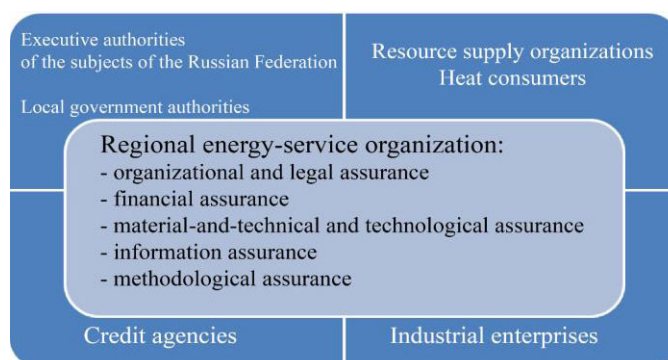 Executive authorities
of the subjects of the Russian Federation
Local government authorities
Resource supply organizations
Heat consumers
Regional energy-service organization:
- organizational and legal assurance
- financial assurance
- material-and-technical and technological assurance
- information assurance
- methodological assurance
Credit agencies
Industrial enterprises